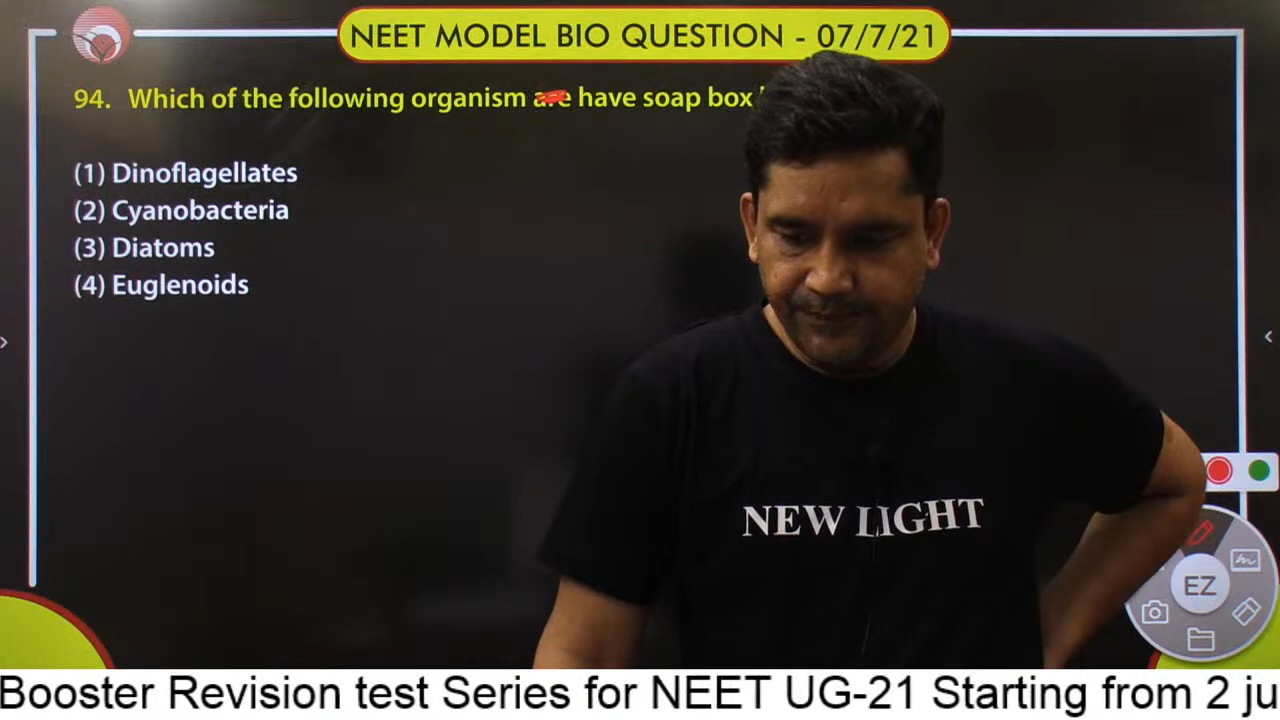 NEET MODEL BIO QUESTION - 07/7/21
94. Which of the following organism are have soap box
(1) Dinoflagellates
(2) Cyanobacteria
(3) Diatoms
(4) Euglenoids
NEW LIGHT
EZ
Booster Revision test Series for NEET UG-21 Starting from 2 ju